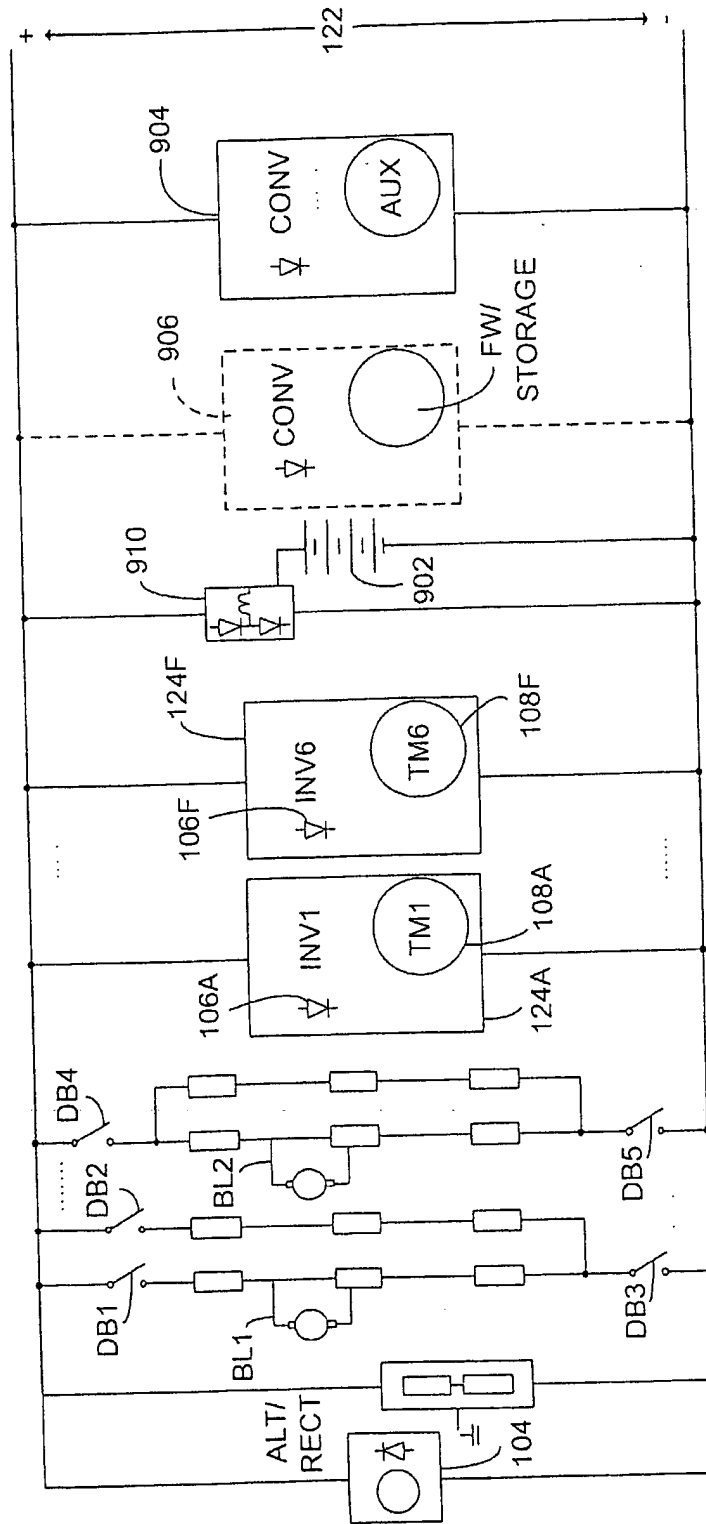 +
122
-
904
CONV
AUX
906
CONV
FW/
STORAGE
910
902
124F
106F
INV6
TM6
108F
106A
INV1
TM1
108A
124A
DB4
BL2
DB5
DB2
DB1
BL1
DB3
ALT/
RECT
104